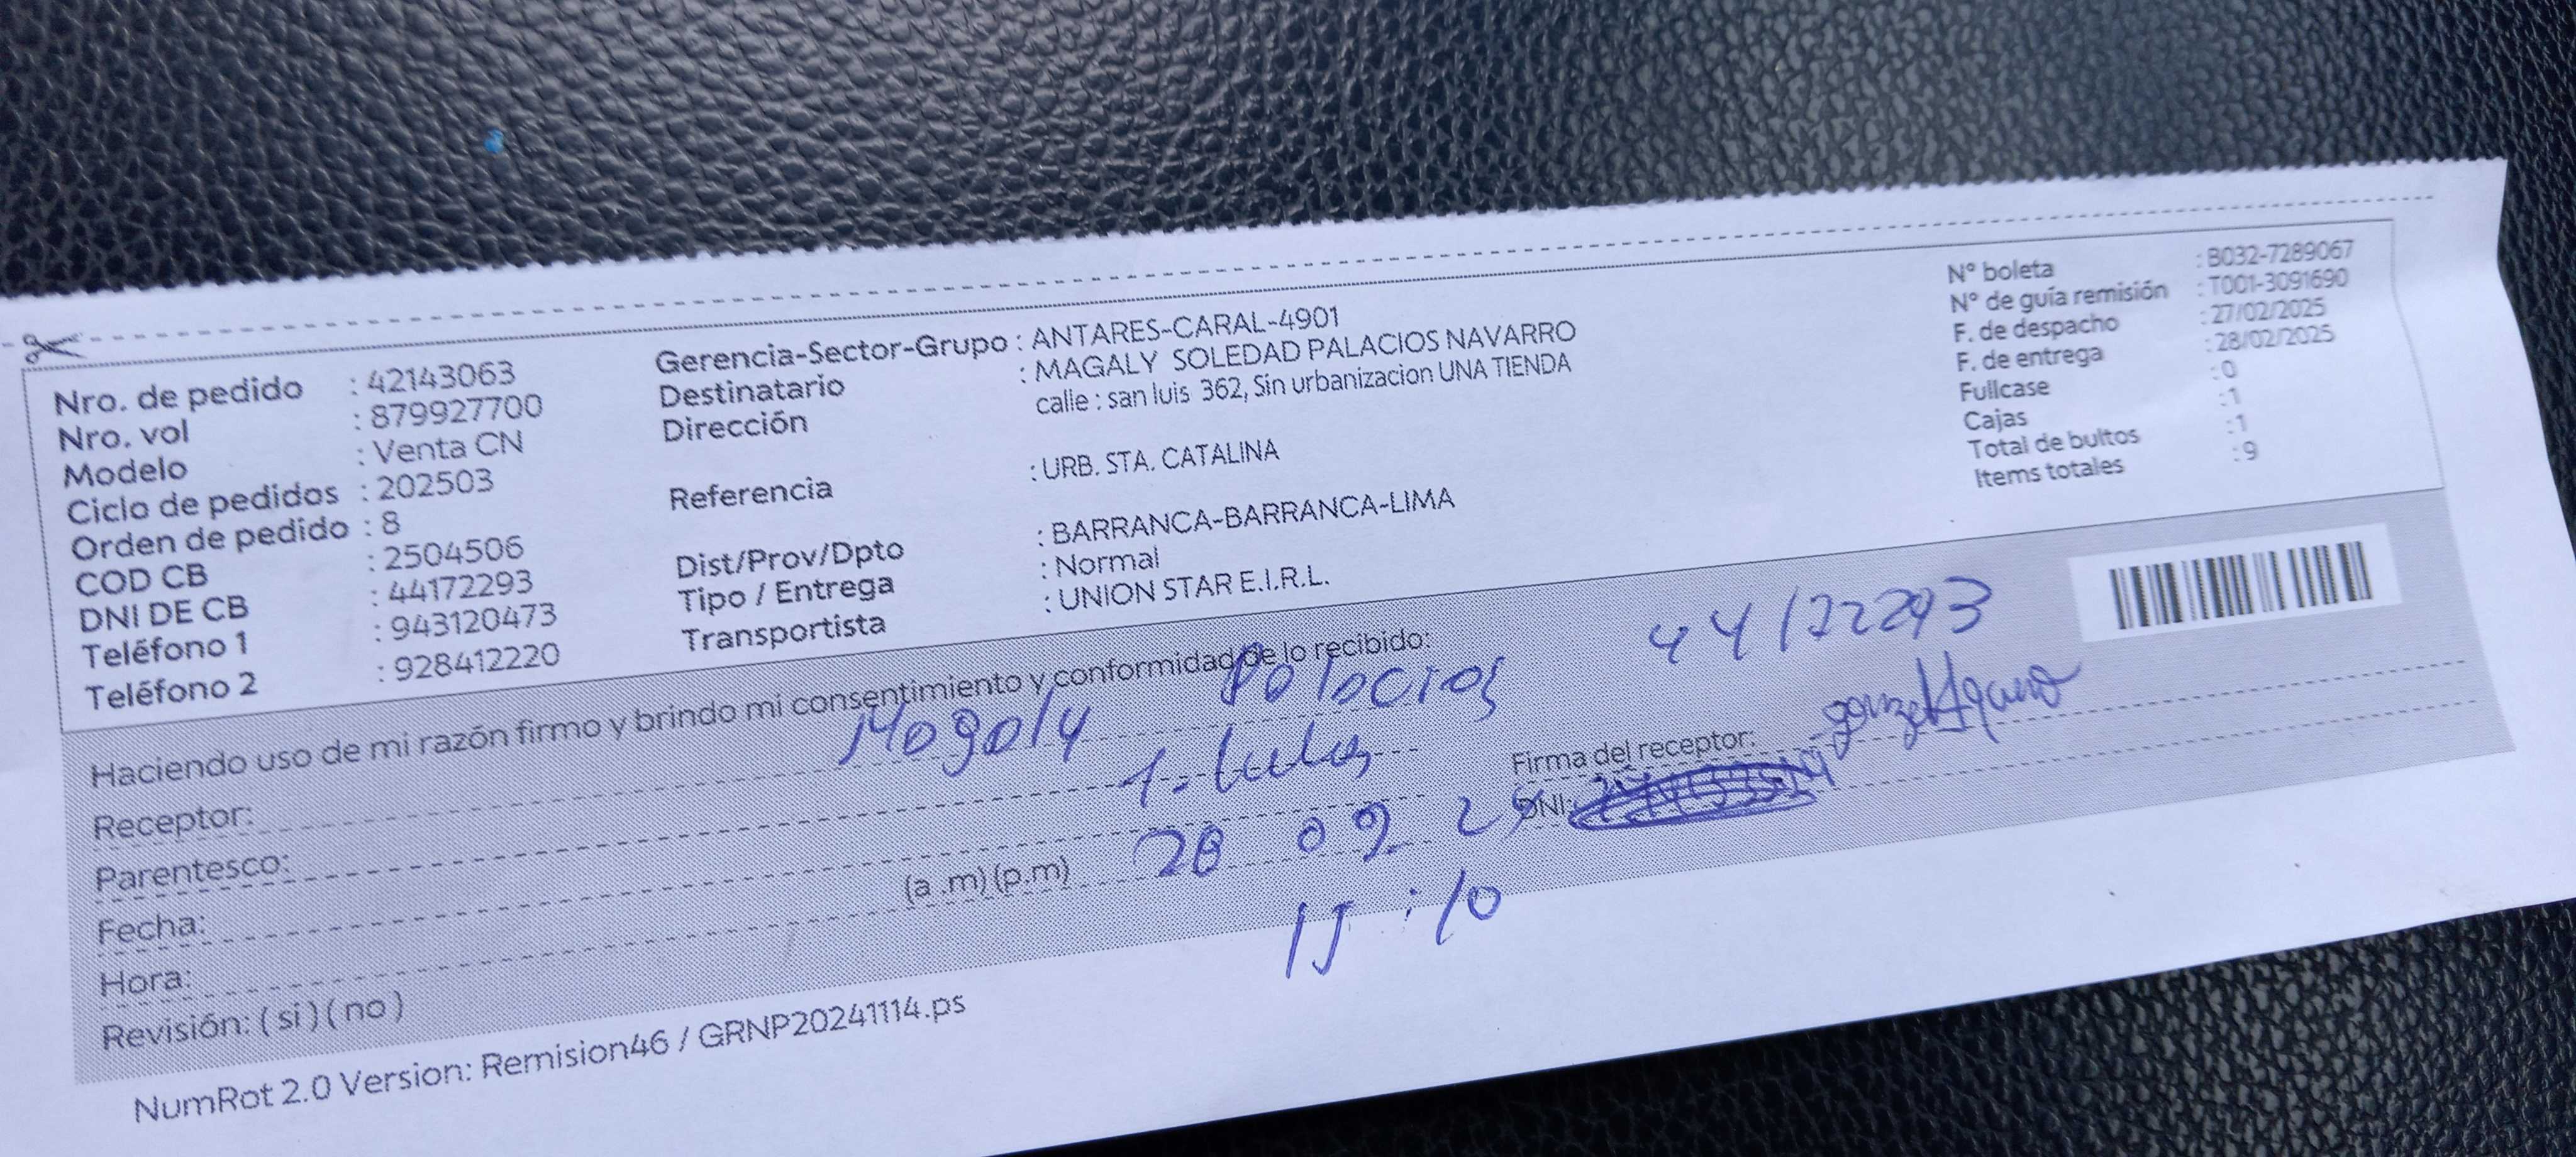 Nro. de pedido : 42143063
Nro. vol : 879927700
Modelo : Venta CN
Ciclo de pedidos : 202503
Orden de pedido : 8
COD CB : 2504506
DNI DE CB : 44172293
Teléfono 1 : 943120473
Teléfono 2 : 928412220
Gerencia-Sector-Grupo : ANTARES-CARAL-4901
Destinatario : MAGALY SOLEDAD PALACIOS NAVARRO
Dirección calle : san luis 362, Sin urbanizacion UNA TIENDA
Referencia : URB. STA. CATALINA
Dist/Prov/Dpto : BARRANCA-BARRANCA-LIMA
Tipo / Entrega : Normal
Transportista : UNION STAR E.I.R.L.
N° boleta : B032-7289067
N° de guía remisión : T001-3091690
F. de despacho : 27/02/2025
F. de entrega : 28/02/2025
Fullcase : 0
Cajas : 1
Total de bultos : 1
Items totales : 9
Haciendo uso de mi razón firmo y brindo mi consentimiento y conformidad de lo recibido:
Receptor: Magaly Palacios 44172293
Parentesco:
Fecha: 28 02 25
Hora: (a .m) (p.m) 15:10
Revisión: ( si ) ( no )
Firma del receptor:
DNI:
NumRot 2.0 Version: Remision46 / GRNP20241114.ps